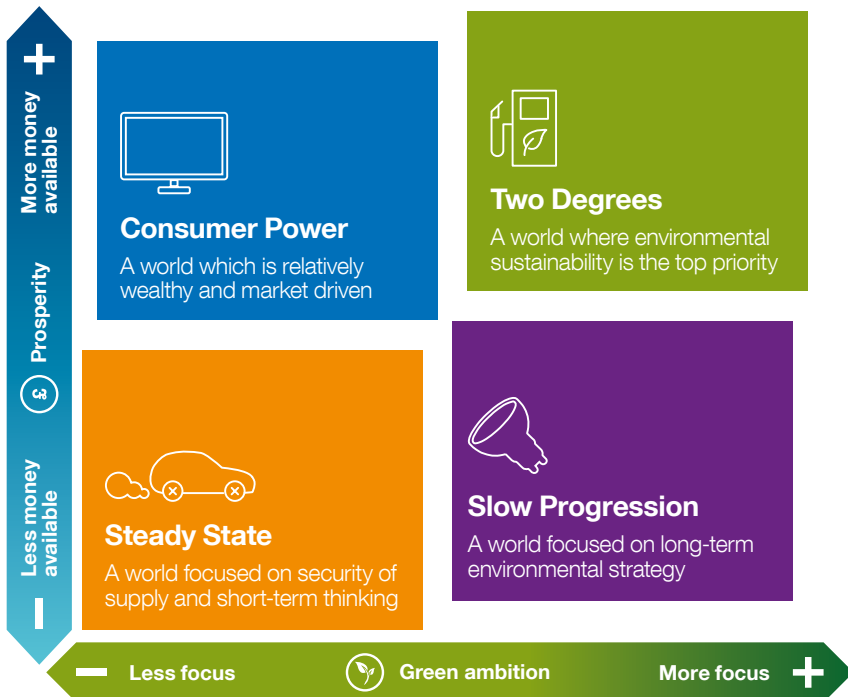 More money
available
Prosperity
£
Less money
available
Consumer Power
A world which is relatively
wealthy and market driven
Two Degrees
A world where environmental
sustainability is the top priority
Steady State
A world focused on security of
supply and short-term thinking
Slow Progression
A world focused on long-term
environmental strategy
Less focus
Green ambition
More focus